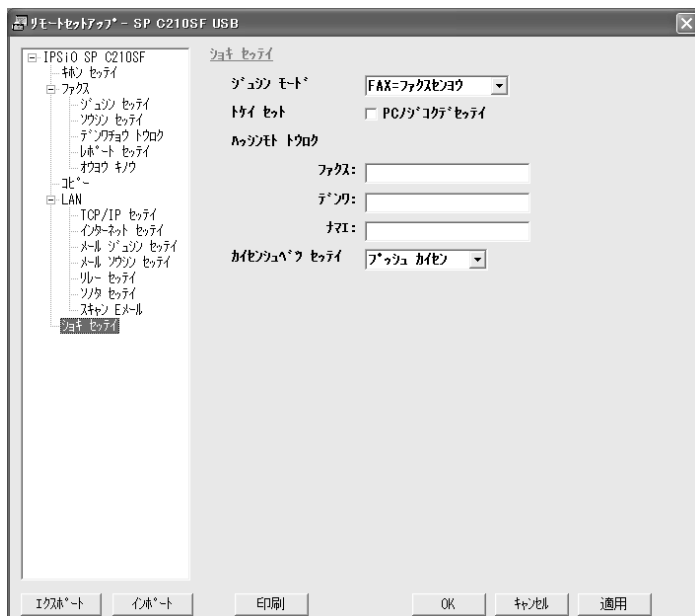 ﾘﾓｰﾄｾｯﾄｱｯﾌﾟ - SP C210SF USB
IPSiO SP C210SF
ｷﾎﾝ ｾｯﾃｲ
ﾌｧｸｽ
ｼﾞｭｼﾝ ｾｯﾃｲ
ｿｳｼﾝ ｾｯﾃｲ
ﾃﾞﾝﾜﾁｮｳ ﾄｳﾛｸ
ﾚﾎﾟｰﾄ ｾｯﾃｲ
ｵｳﾖｳ ｷﾉｳ
ｺﾋﾟｰ
LAN
TCP/IP ｾｯﾃｲ
ｲﾝﾀｰﾈｯﾄ ｾｯﾃｲ
ﾒｰﾙ ｼﾞｭｼﾝ ｾｯﾃｲ
ﾒｰﾙ ｿｳｼﾝ ｾｯﾃｲ
ﾘﾚｰ ｾｯﾃｲ
ｿﾉﾀ ｾｯﾃｲ
ｽｷｬﾝ Eﾒｰﾙ
ｼｮｷ ｾｯﾃｲ
ｼｮｷ ｾｯﾃｲ
ｼﾞｭｼﾝ ﾓｰﾄﾞ FAX=ﾌｧｸｽｾﾝﾖｳ
ﾄｹｲ ｾｯﾄ PCﾉｼﾞｺｸﾃﾞｾｯﾃｲ
ﾊｯｼﾝﾓﾄ ﾄｳﾛｸ
ﾌｧｸｽ:
ﾃﾞﾝﾜ:
ﾅﾏｴ:
ｶｲｾﾝｼｭﾍﾞﾂ ｾｯﾃｲ ﾌﾟｯｼｭ ｶｲｾﾝ
ｴｸｽﾎﾟｰﾄ ｲﾝﾎﾟｰﾄ 印刷 OK ｷｬﾝｾﾙ 適用